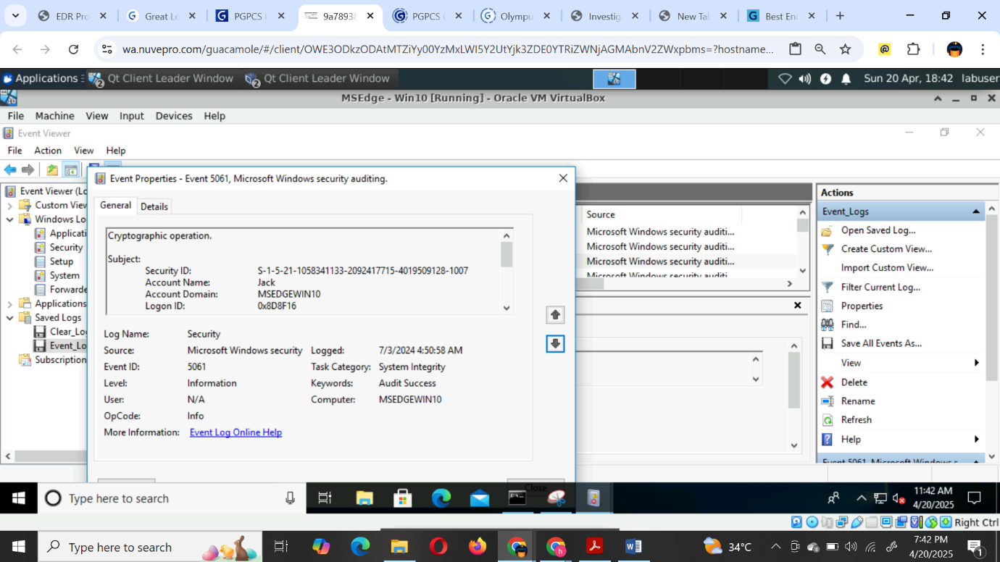 EDR Pro
Great Le
PGPCS
9a7893
PGPCS
Olympu
Investig
New Ta
Best En
wa.nuvepro.com/guacamole/#/client/OWE3ODkzODAtMTZiYy00YzMxLWI5Y2UtYjk3ZDE0YTRiZWNjAGMAbnV2ZWxpbms=?hostname...
Applications
Qt Client Leader Window
Qt Client Leader Window
Sun 20 Apr, 18:42
labuser
MSEdge - Win10 [Running] - Oracle VM VirtualBox
File Machine View Input Devices Help
Event Viewer
File Action View Help
Event Viewer (Lo
Custom View
Windows Lo
Applicati
Security
Setup
System
Forwarde
Applications
Saved Logs
Clear_Log
Event_Lo
Subscription
Event Properties - Event 5061, Microsoft Windows security auditing.
General Details
Cryptographic operation.
Subject:
Security ID: S-1-5-21-1058341133-2092417715-4019509128-1007
Account Name: Jack
Account Domain: MSEDGEWIN10
Logon ID: 0x8D8F16
Log Name: Security
Source: Microsoft Windows security Logged: 7/3/2024 4:50:58 AM
Event ID: 5061 Task Category: System Integrity
Level: Information Keywords: Audit Success
User: N/A Computer: MSEDGEWIN10
OpCode: Info
More Information: Event Log Online Help
Close
Source
Microsoft Windows security auditi...
Microsoft Windows security auditi...
Microsoft Windows security auditi...
Microsoft Windows security auditi...
Actions
Event_Logs
Open Saved Log...
Create Custom View...
Import Custom View...
Filter Current Log...
Properties
Find...
Save All Events As...
View
Delete
Rename
Refresh
Help
Event 5061, Microsoft Windows s
Type here to search
11:42 AM
4/20/2025
Right Ctrl
Type here to search
34°C
7:42 PM
4/20/2025
1